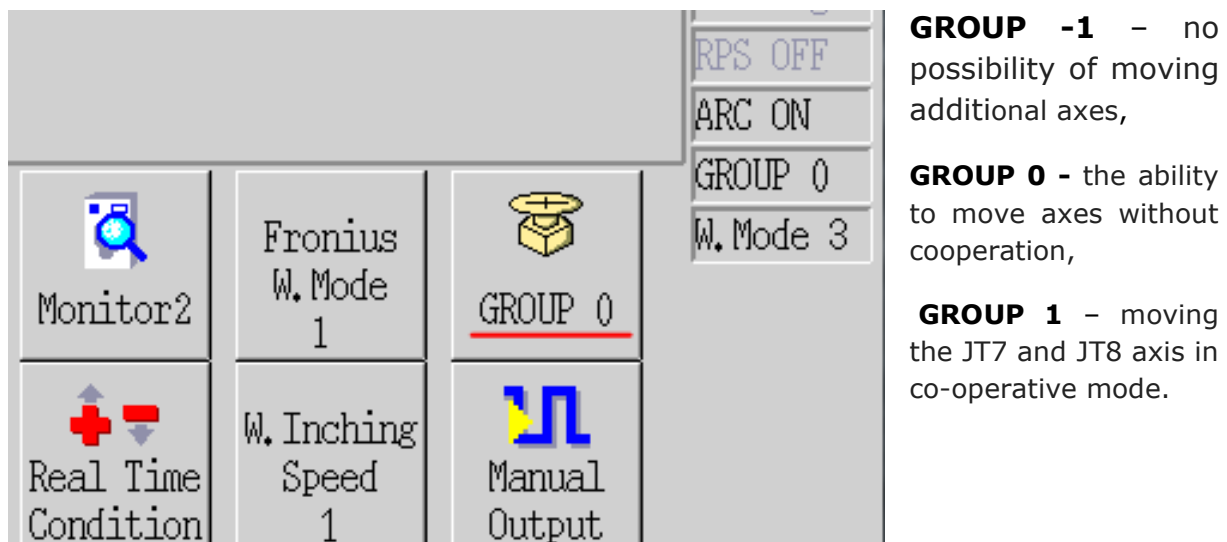 RPS OFF
ARC ON
GROUP 0
W.Mode 3
Monitor2
Fronius
W.Mode
1
GROUP 0
Real Time
Condition
W.Inching
Speed
1
Manual
Output
GROUP -1 – no
possibility of moving
additional axes,
GROUP 0 - the ability
to move axes without
cooperation,
GROUP 1 – moving
the JT7 and JT8 axis in
co-operative mode.